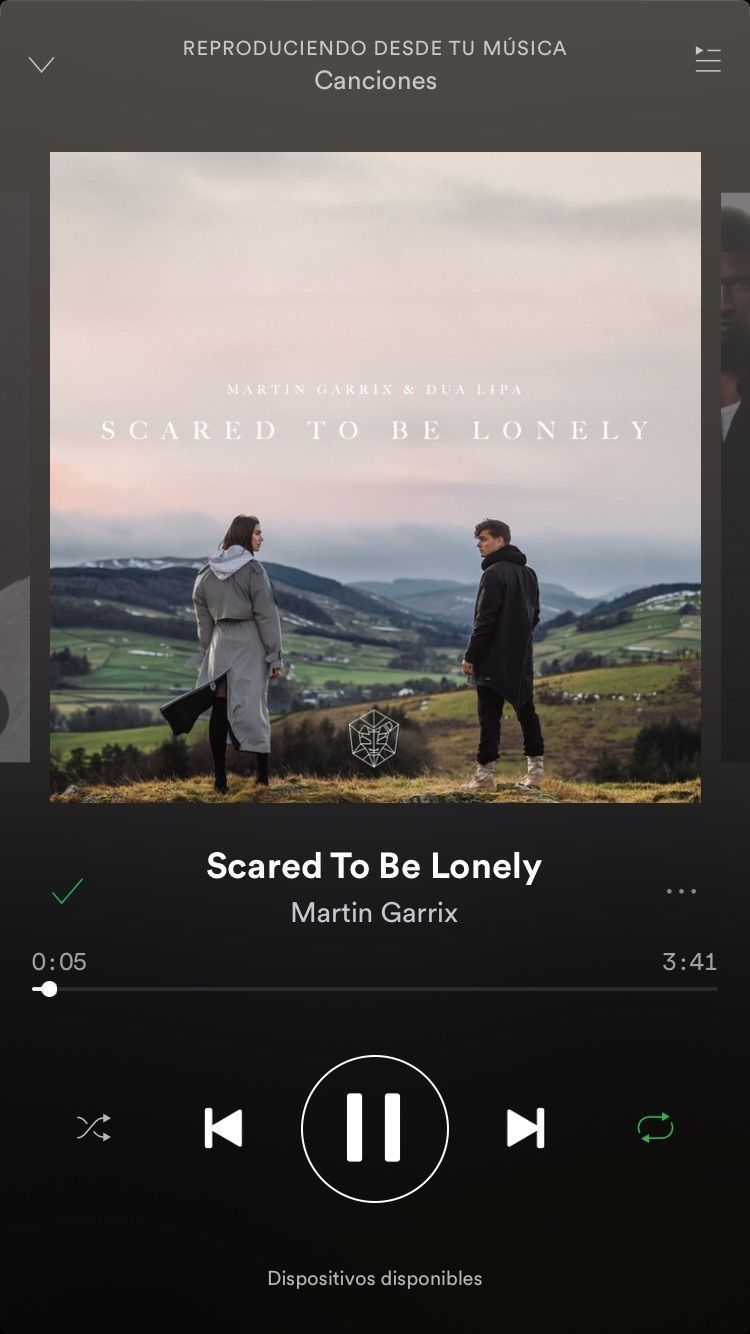 REPRODUCIENDO DESDE TU MÚSICA
Canciones
MARTIN GARRIX & DUA LIPA
SCARED TO BE LONELY
Scared To Be Lonely
Martin Garrix
0:05
3:41
Dispositivos disponibles